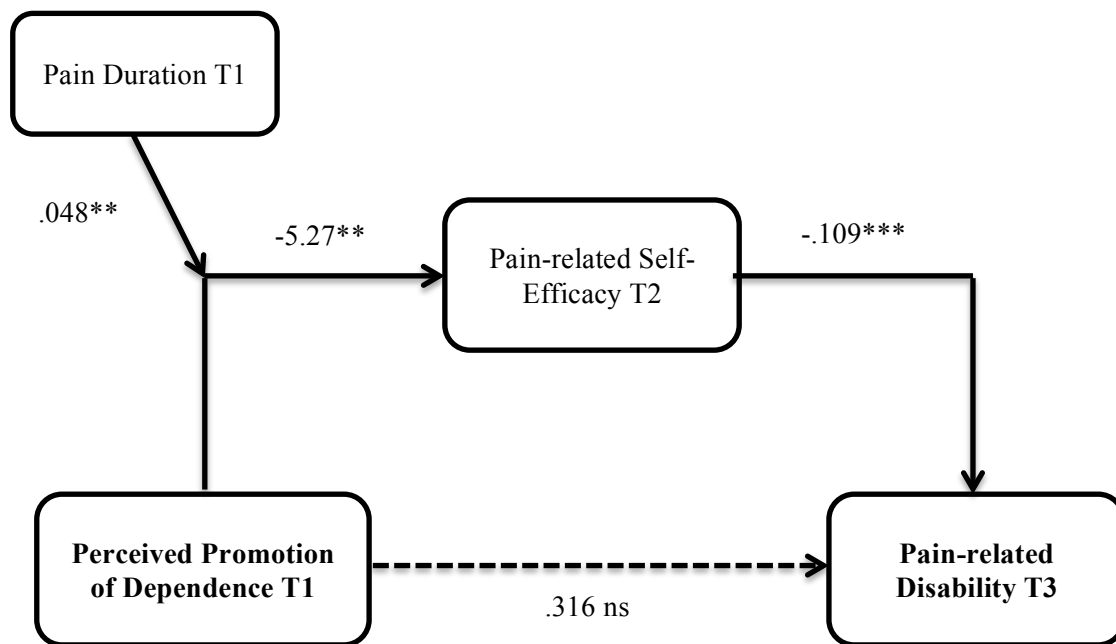 Pain Duration T1
.048**
-5.27**
Pain-related Self-
Efficacy T2
-.109***
Perceived Promotion
of Dependence T1
.316 ns
Pain-related
Disability T3